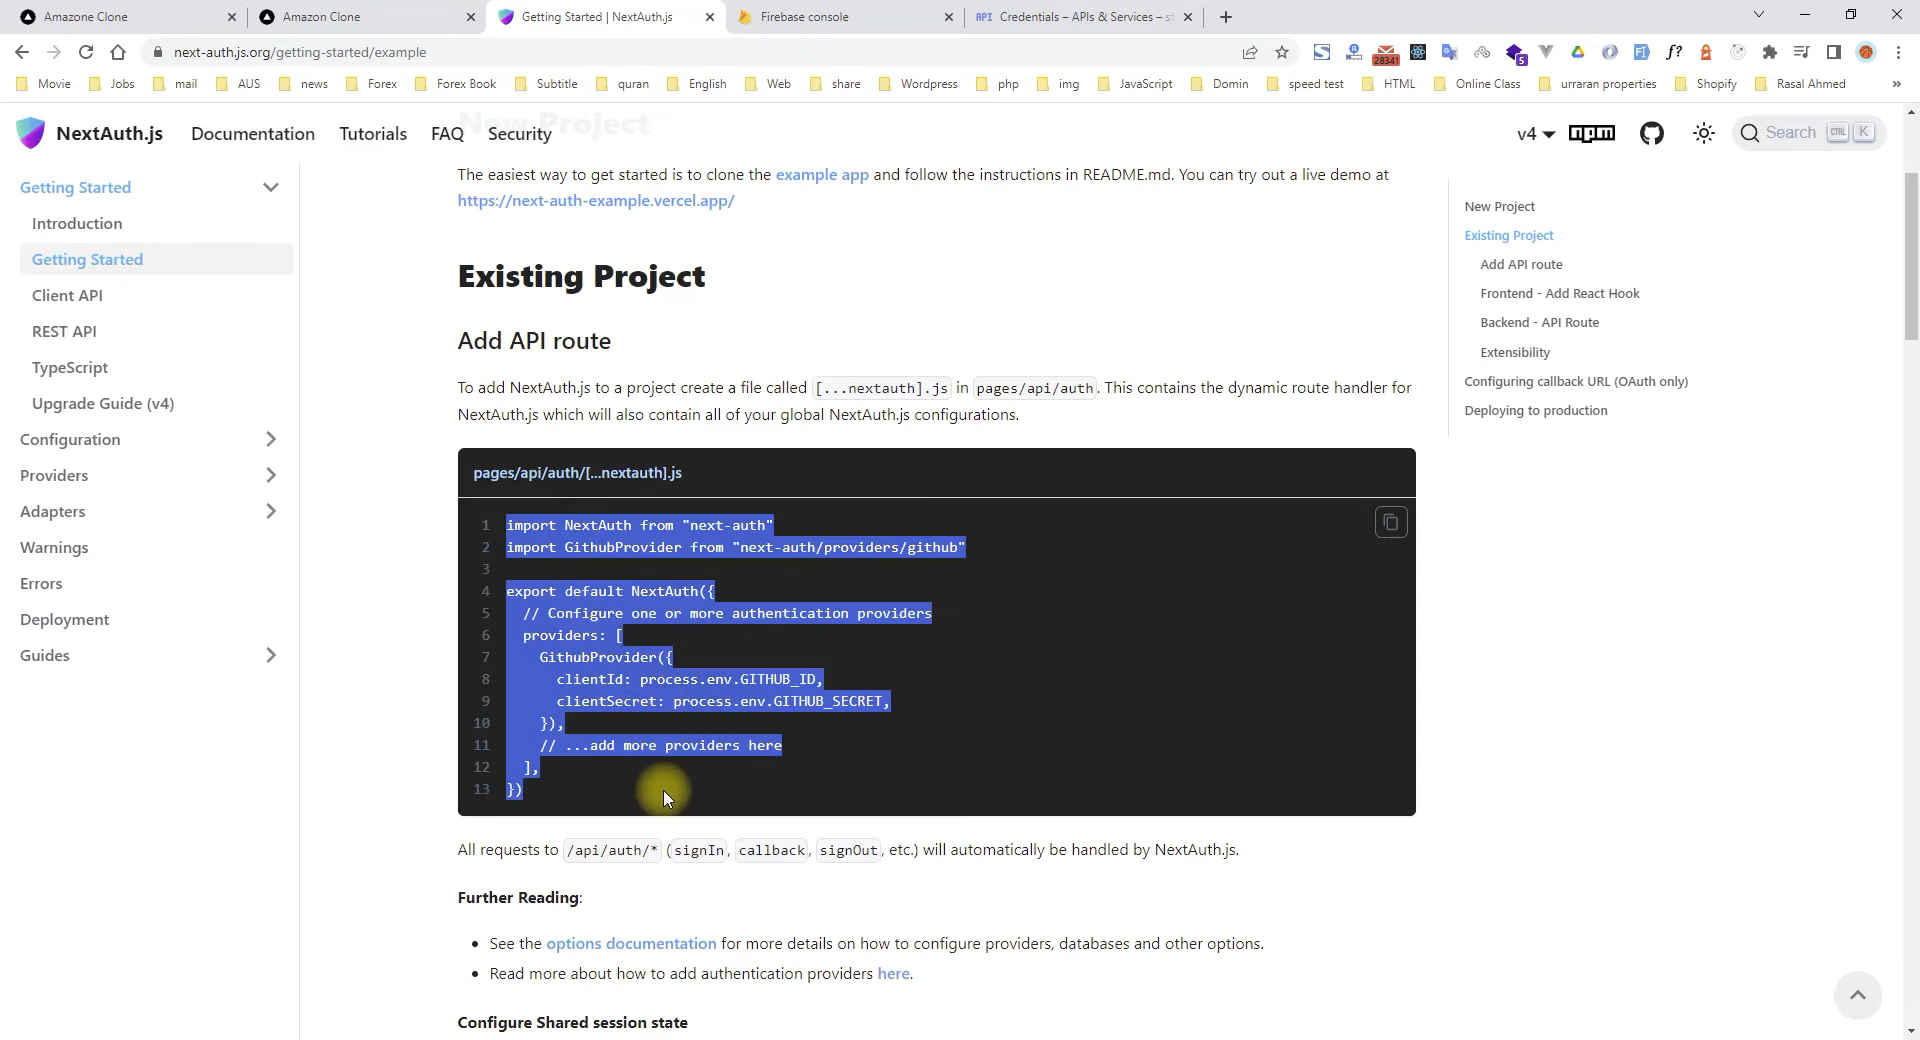 Amazone Clone
Amazon Clone
Getting Started | NextAuth.js
Firebase console
API Credentials – APIs & Services – s
next-auth.js.org/getting-started/example
28341
5
Movie
Jobs
mail
AUS
news
Forex
Forex Book
Subtitle
quran
English
Web
share
Wordpress
php
img
JavaScript
Domin
speed test
HTML
Online Class
urraran properties
Shopify
Rasal Ahmed
»
New Project
NextAuth.js
Documentation
Tutorials
FAQ
Security
v4
npm
Search
CTRL
K
Getting Started
Introduction
Getting Started
Client API
REST API
TypeScript
Upgrade Guide (v4)
Configuration
Providers
Adapters
Warnings
Errors
Deployment
Guides
The easiest way to get started is to clone the example app and follow the instructions in README.md. You can try out a live demo at
https://next-auth-example.vercel.app/
Existing Project
Add API route
To add NextAuth.js to a project create a file called [...nextauth].js in pages/api/auth. This contains the dynamic route handler for
NextAuth.js which will also contain all of your global NextAuth.js configurations.
pages/api/auth/[...nextauth].js
1 import NextAuth from "next-auth"
2 import GithubProvider from "next-auth/providers/github"
3
4 export default NextAuth({
5 // Configure one or more authentication providers
6 providers: [
7 GithubProvider({
8 clientId: process.env.GITHUB_ID,
9 clientSecret: process.env.GITHUB_SECRET,
10 }),
11 // ...add more providers here
12 ],
13 })
All requests to /api/auth/* (signIn, callback, signOut, etc.) will automatically be handled by NextAuth.js.
Further Reading:
• See the options documentation for more details on how to configure providers, databases and other options.
• Read more about how to add authentication providers here.
Configure Shared session state
New Project
Existing Project
Add API route
Frontend - Add React Hook
Backend - API Route
Extensibility
Configuring callback URL (OAuth only)
Deploying to production